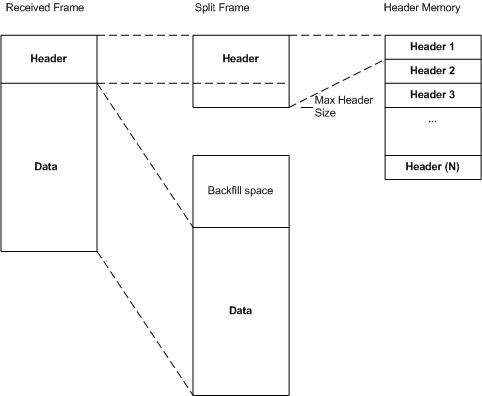 Received Frame
Split Frame
Header Memory
Header
Header
Header 1
Header 2
Header 3
Max Header
Size
...
Data
Header (N)
Backfill space
Data